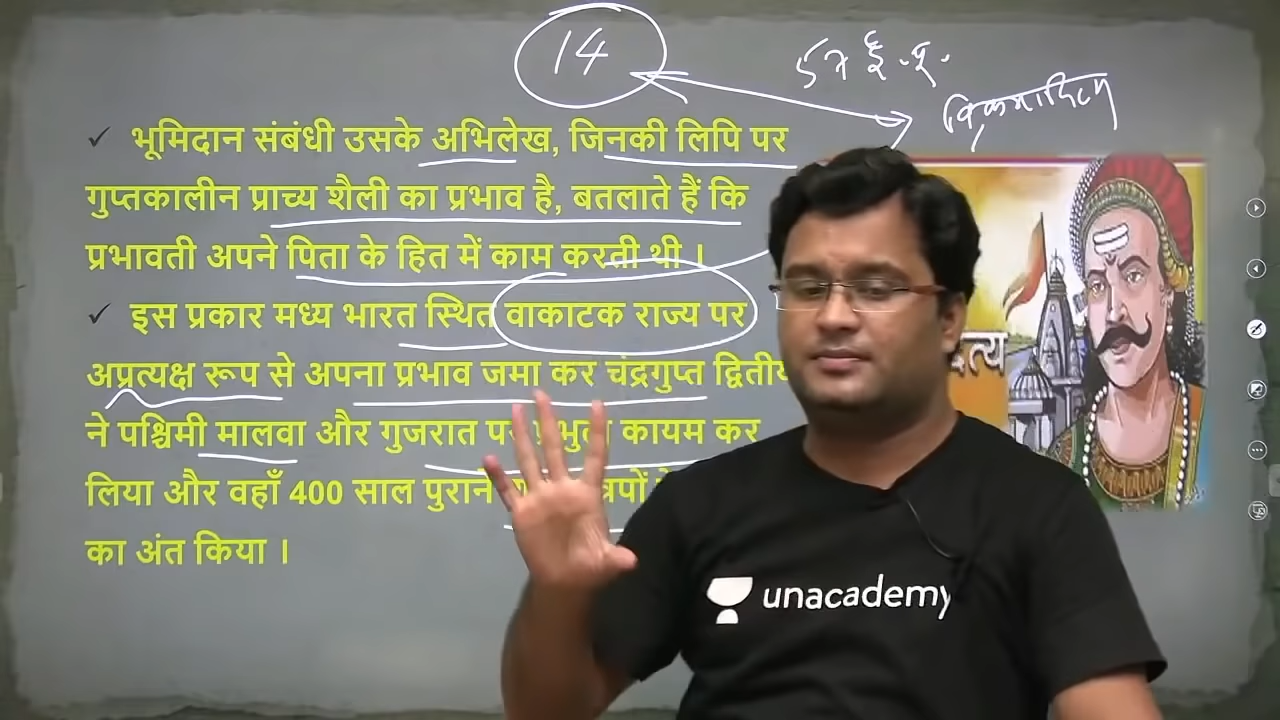 14
57 ई.पू.
विक्रमादित्य
✓ भूमिदान संबंधी उसके अभिलेख, जिनकी लिपि पर
गुप्तकालीन प्राच्य शैली का प्रभाव है, बतलाते हैं कि
प्रभावती अपने पिता के हित में काम करती थी ।
✓ इस प्रकार मध्य भारत स्थित वाकाटक राज्य पर
अप्रत्यक्ष रूप से अपना प्रभाव जमा कर चंद्रगुप्त
ने पश्चिमी मालवा और गुजरात कायम कर
लिया और वहाँ 400 साल पुराने
का अंत किया ।
unacademy